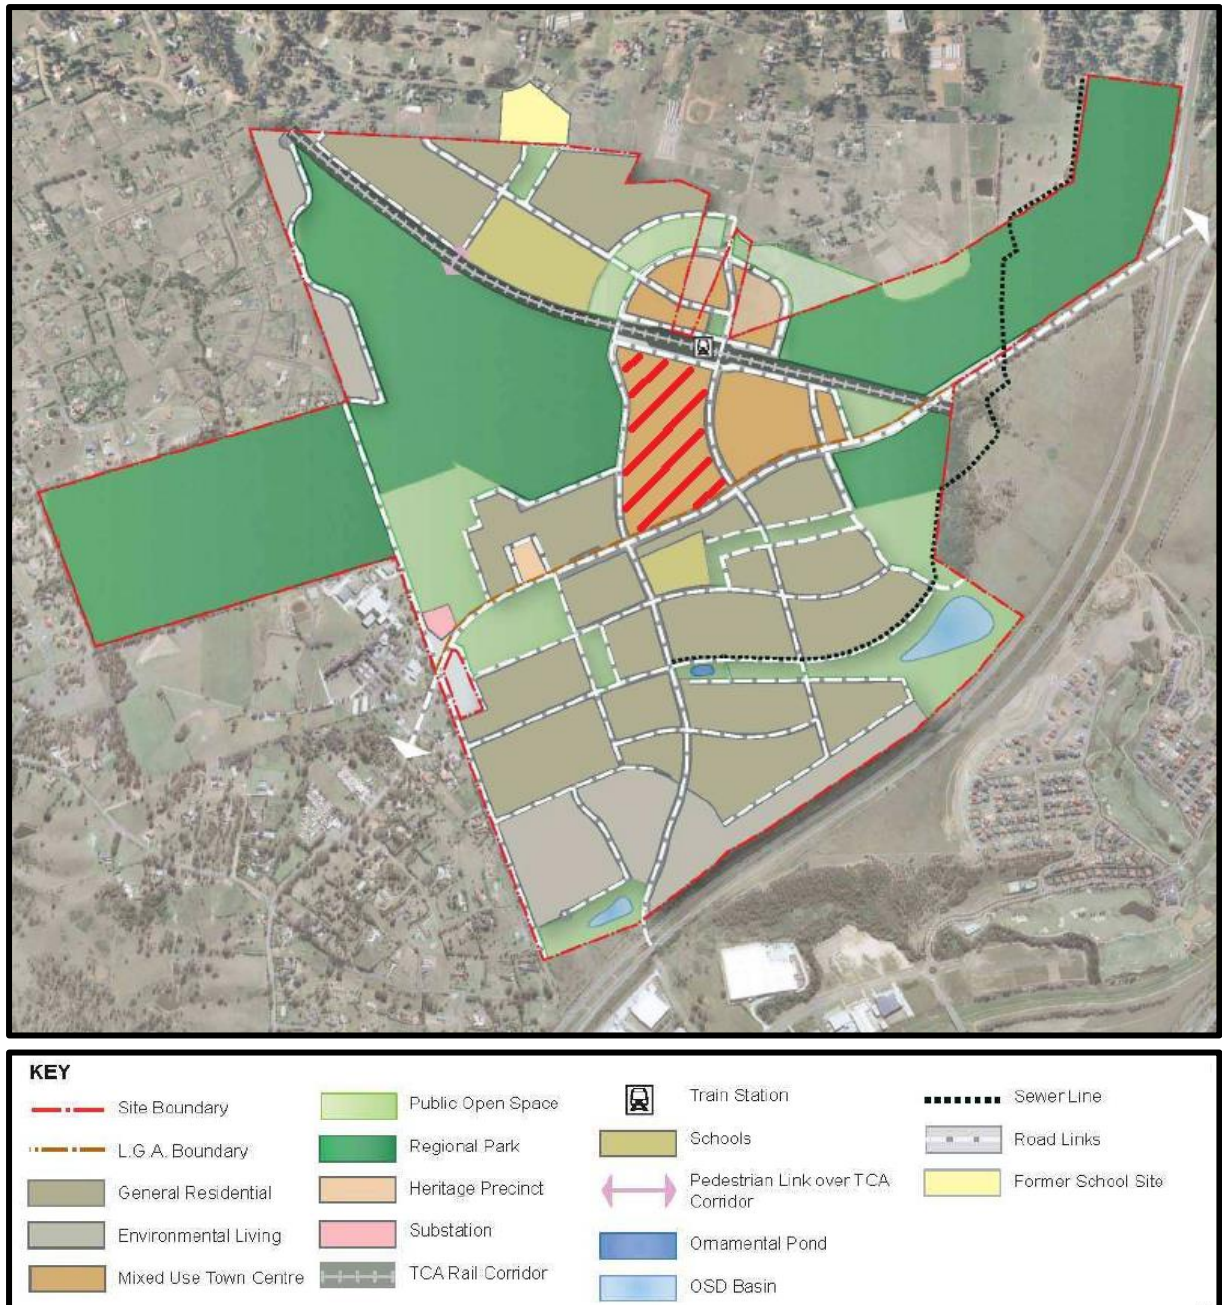 KEY
Site Boundary
L.G.A. Boundary
General Residential
Environmental Living
Mixed Use Town Centre
Public Open Space
Regional Park
Heritage Precinct
Substation
TCA Rail Corridor
Train Station
Schools
Pedestrian Link over TCA
Corridor
Ornamental Pond
OSD Basin
Sewer Line
Road Links
Former School Site